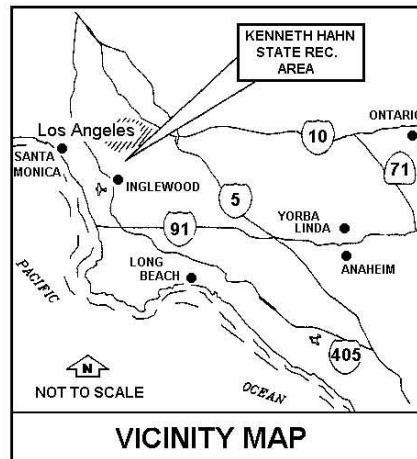 KENNETH HAHN
STATE REC.
AREA
ONTARIO
Los Angeles
10
SANTA
MONICA
71
INGLEWOOD
5
YORBA
LINDA
91
ANAHEIM
LONG
BEACH
PACIFIC
405
N
NOT TO SCALE
OCEAN
VICINITY MAP